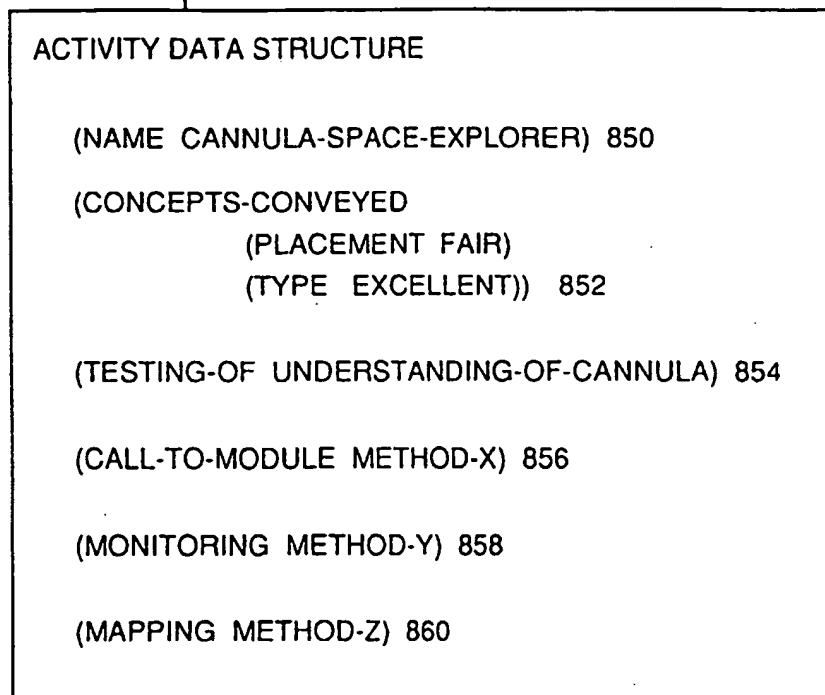 ACTIVITY DATA STRUCTURE
(NAME CANNULA-SPACE-EXPLORER) 850
(CONCEPTS-CONVEYED
(PLACEMENT FAIR)
(TYPE EXCELLENT)) 852
(TESTING-OF UNDERSTANDING-OF-CANNULA) 854
(CALL-TO-MODULE METHOD-X) 856
(MONITORING METHOD-Y) 858
(MAPPING METHOD-Z) 860